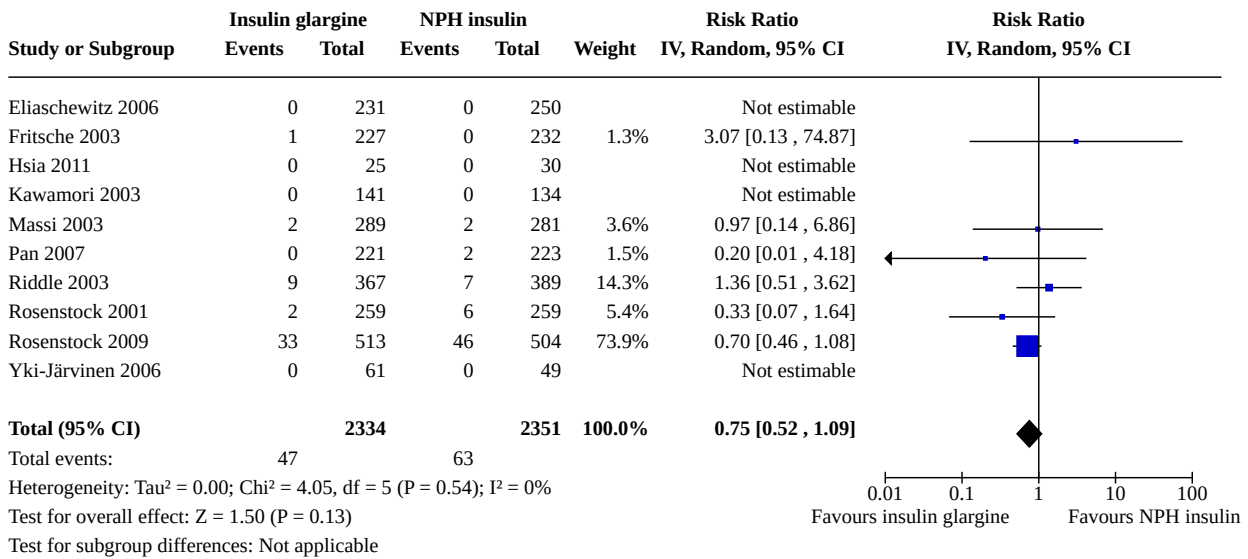 Insulin glargine NPH insulin Risk Ratio Risk Ratio
Study or Subgroup Events Total Events Total Weight IV, Random, 95% CI IV, Random, 95% CI
Eliaschewitz 2006 0 231 0 250 Not estimable
Fritsche 2003 1 227 0 232 1.3% 3.07 [0.13 , 74.87]
Hsia 2011 0 25 0 30 Not estimable
Kawamori 2003 0 141 0 134 Not estimable
Massi 2003 2 289 2 281 3.6% 0.97 [0.14 , 6.86]
Pan 2007 0 221 2 223 1.5% 0.20 [0.01 , 4.18]
Riddle 2003 9 367 7 389 14.3% 1.36 [0.51 , 3.62]
Rosenstock 2001 2 259 6 259 5.4% 0.33 [0.07 , 1.64]
Rosenstock 2009 33 513 46 504 73.9% 0.70 [0.46 , 1.08]
Yki-Järvinen 2006 0 61 0 49 Not estimable
Total (95% CI) 2334 2351 100.0% 0.75 [0.52 , 1.09]
Total events: 47 63
Heterogeneity: Tau² = 0.00; Chi² = 4.05, df = 5 (P = 0.54); I² = 0%
0.01 0.1 1 10 100
Test for overall effect: Z = 1.50 (P = 0.13) Favours insulin glargine Favours NPH insulin
Test for subgroup differences: Not applicable